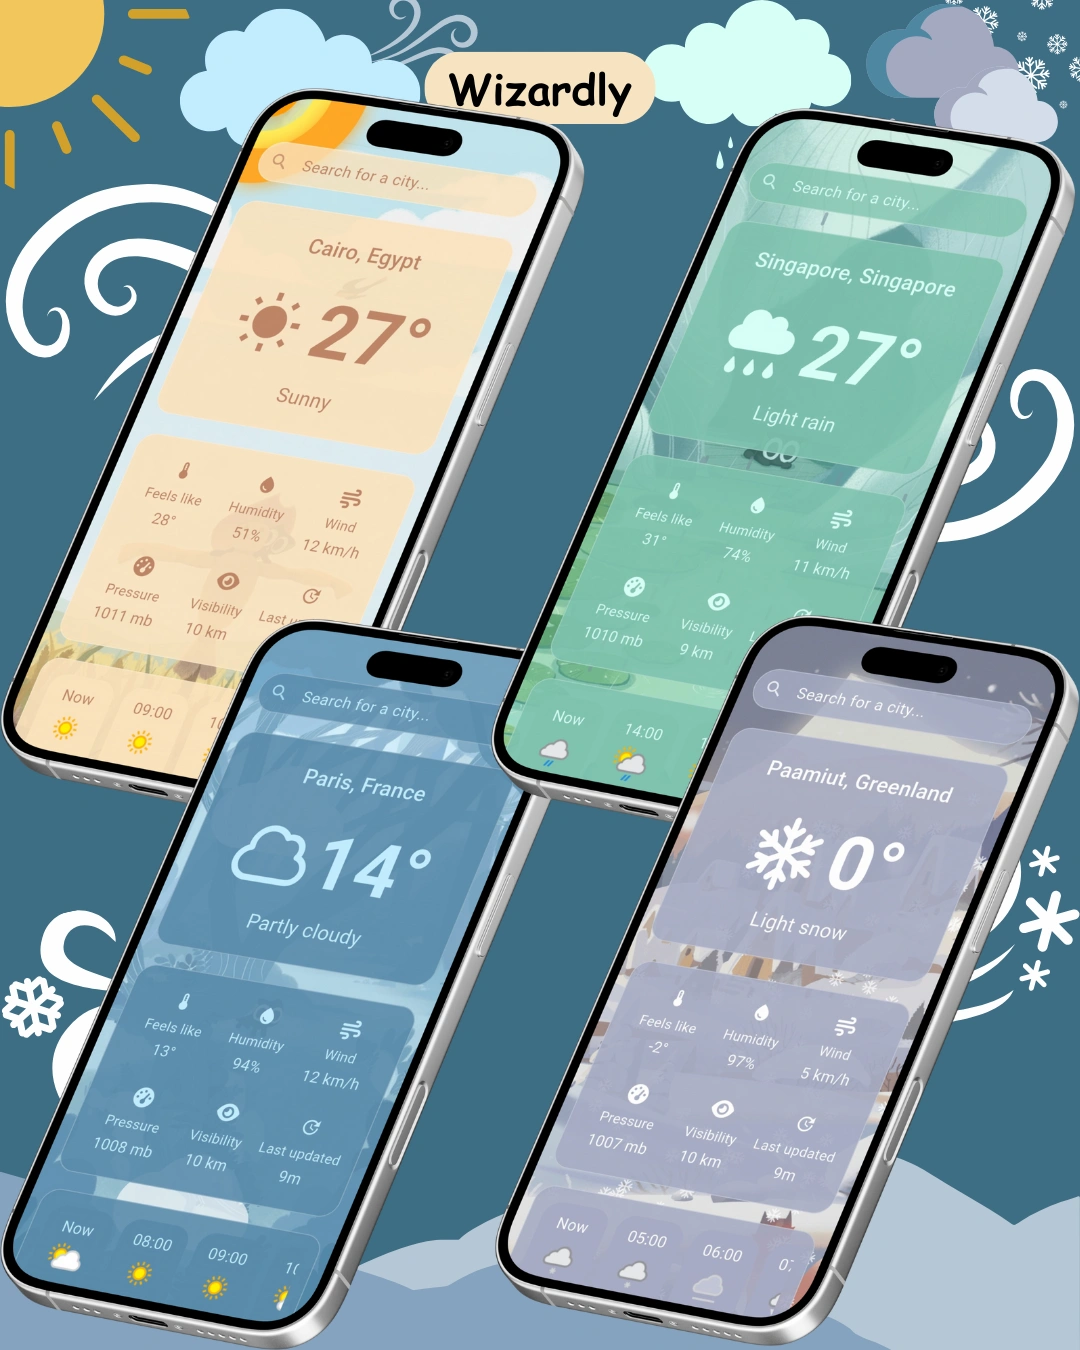 Wizardly
Search for a city...
Cairo, Egypt
27°
Sunny
Feels like
28°
Humidity
51%
Wind
12 km/h
Pressure
1011 mb
Visibility
10 km
Last
Now
09:00
Search for a city...
Singapore, Singapore
27°
Light rain
Feels like
31°
Humidity
74%
Wind
11 km/h
Pressure
1010 mb
Visibility
9 km
Now
14:00
Search for a city...
Paris, France
14°
Partly cloudy
Feels like
13°
Humidity
94%
Wind
12 km/h
Pressure
1008 mb
Visibility
10 km
Last updated
9m
Now
08:00
09:00
Search for a city...
Paamiut, Greenland
0°
Light snow
Feels like
-2°
Humidity
97%
Wind
5 km/h
Pressure
1007 mb
Visibility
10 km
Last updated
9m
Now
05:00
06:00